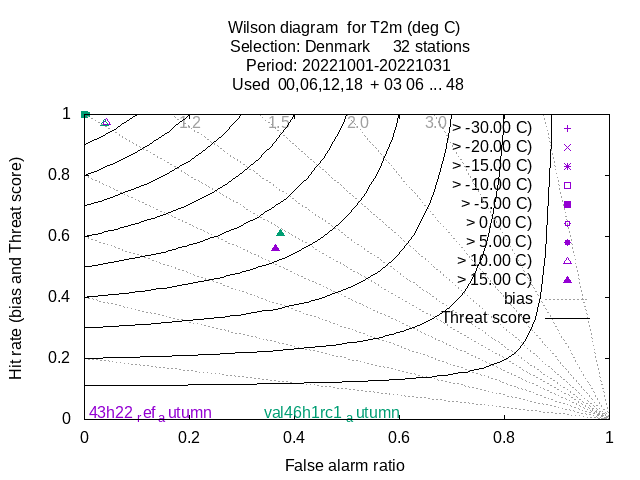 Wilson diagram for T2m (deg C)
Selection: Denmark 32 stations
Period: 20221001-20221031
Used 00,06,12,18 + 03 06 ... 48
1.2 1.5 2.0 3.0
> -30.00 C)
> -20.00 C)
> -15.00 C)
> -10.00 C)
> -5.00 C)
> 0.00 C)
> 5.00 C)
> 10.00 C)
> 15.00 C)
bias
Threat score
1
0.8
0.6
0.4
0.2
0
Hit rate (bias and Threat score)
43h22refautumn val46h1rc1autumn
0 0.2 0.4 0.6 0.8 1
False alarm ratio